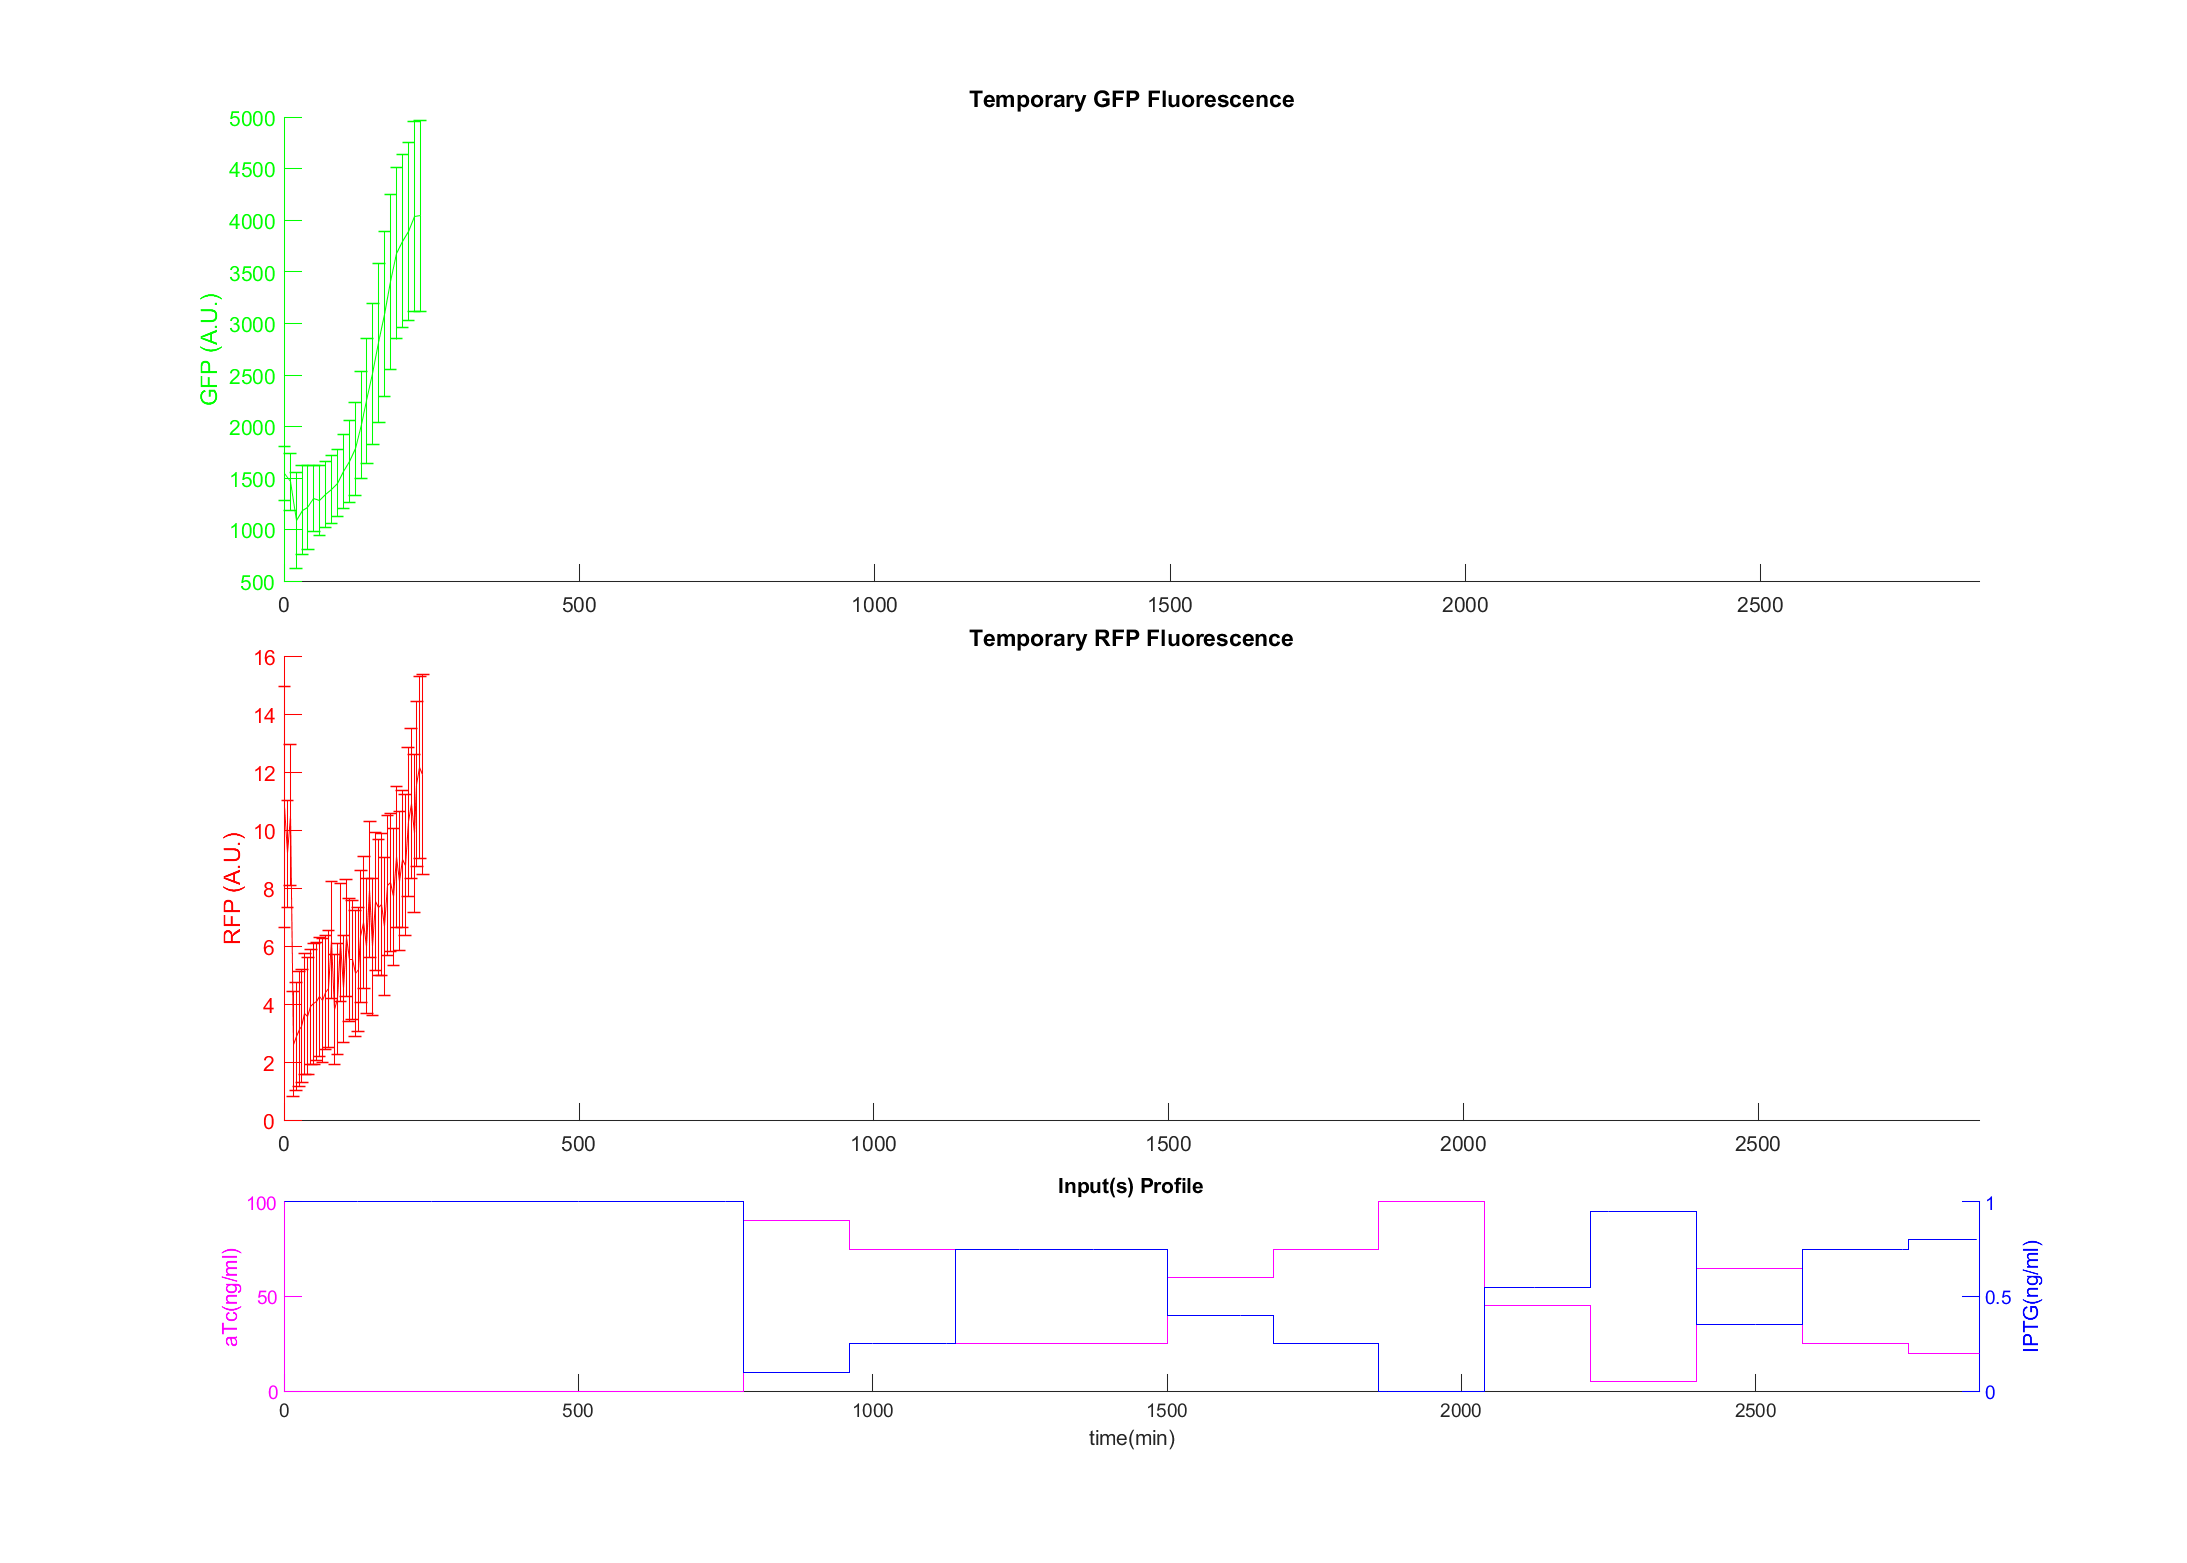 Temporary GFP Fluorescence
5000
4500
4000
3500
3000
2500
2000
1500
1000
500
GFP (A.U.)
0 500 1000 1500 2000 2500
Temporary RFP Fluorescence
16
14
12
10
8
6
4
2
0
RFP (A.U.)
0 500 1000 1500 2000 2500
Input(s) Profile
100
50
0
aTc(ng/ml)
1
0.5
0
IPTG(ng/ml)
0 500 1000 1500 2000 2500
time(min)